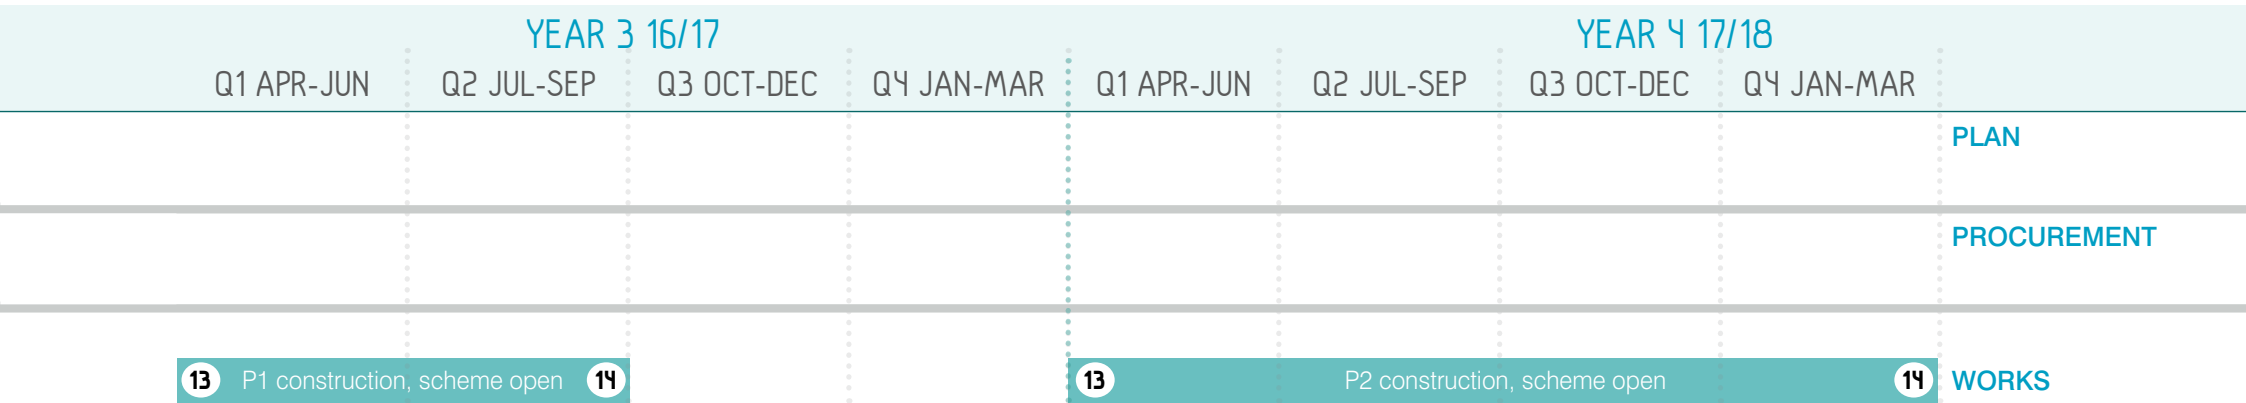 YEAR 3 16/17 YEAR 4 17/18
Q1 APR-JUN Q2 JUL-SEP Q3 OCT-DEC Q4 JAN-MAR Q1 APR-JUN Q2 JUL-SEP Q3 OCT-DEC Q4 JAN-MAR
PLAN
PROCUREMENT
13 P1 construction, scheme open 14 13 P2 construction, scheme open 14 WORKS